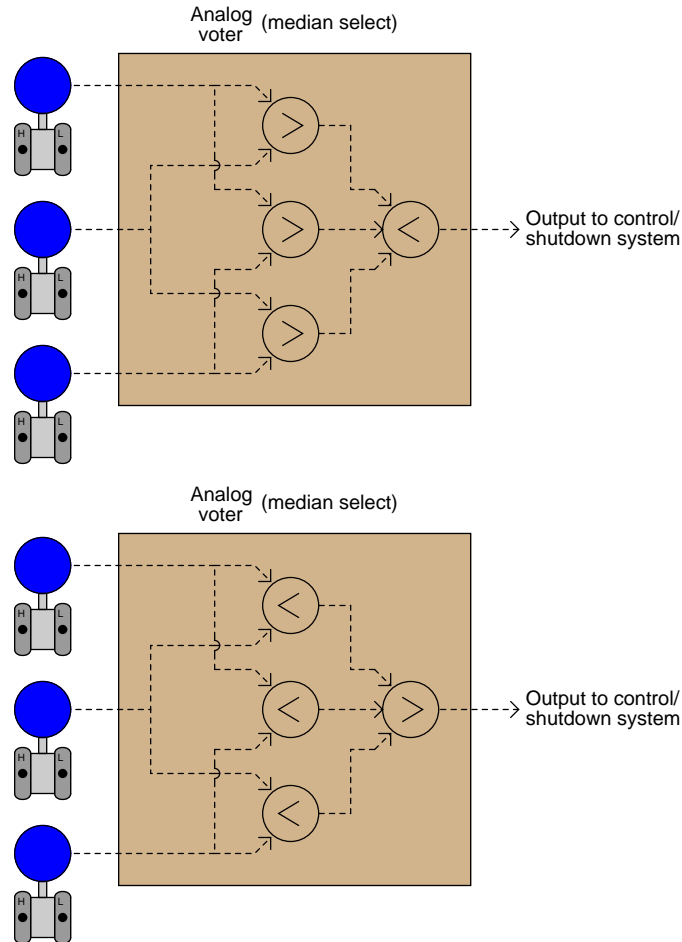 Analog (median select)
voter
H L
>
H L
>
<
Output to control/
shutdown system
>
H L
Analog (median select)
voter
H L
<
H L
<
>
Output to control/
shutdown system
<
H L